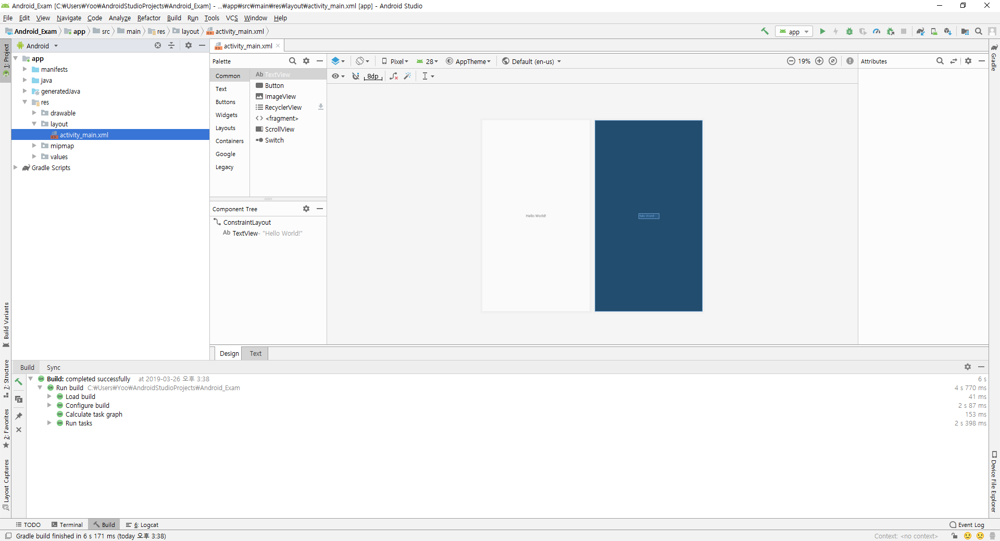 Android_Exam [C:₩Users₩Yoo₩AndroidStudioProjects₩Android_Exam] - ...₩app₩src₩main₩res₩layout₩activity_main.xml [app] - Android Studio
File Edit View Navigate Code Analyze Refactor Build Run Tools VCS Window Help
Android_Exam app src main res layout activity_main.xml
app
1: Project
Android
app
manifests
java
generatedJava
res
drawable
layout
activity_main.xml
mipmap
values
Gradle Scripts
activity_main.xml
Palette
Common
Text
Buttons
Widgets
Layouts
Containers
Google
Legacy
Ab TextView
Button
ImageView
RecyclerView
<fragment>
ScrollView
Switch
Component Tree
ConstraintLayout
Ab TextView- "Hello World!"
Pixel 28 AppTheme Default (en-us) 19%
8dp
Hello World!
Hello World!
Attributes
Gradle
Design Text
Build Variants
7: Structure
2: Favorites
Layout Captures
Build Sync
Build: completed successfully at 2019-03-26 오후 3:38 6 s
Run build C:₩Users₩Yoo₩AndroidStudioProjects₩Android_Exam 4 s 770 ms
Load build 41 ms
Configure build 2 s 87 ms
Calculate task graph 153 ms
Run tasks 2 s 398 ms
Device File Explorer
TODO Terminal Build 6: Logcat Event Log
Gradle build finished in 6 s 171 ms (today 오후 3:38) Context: <no context>